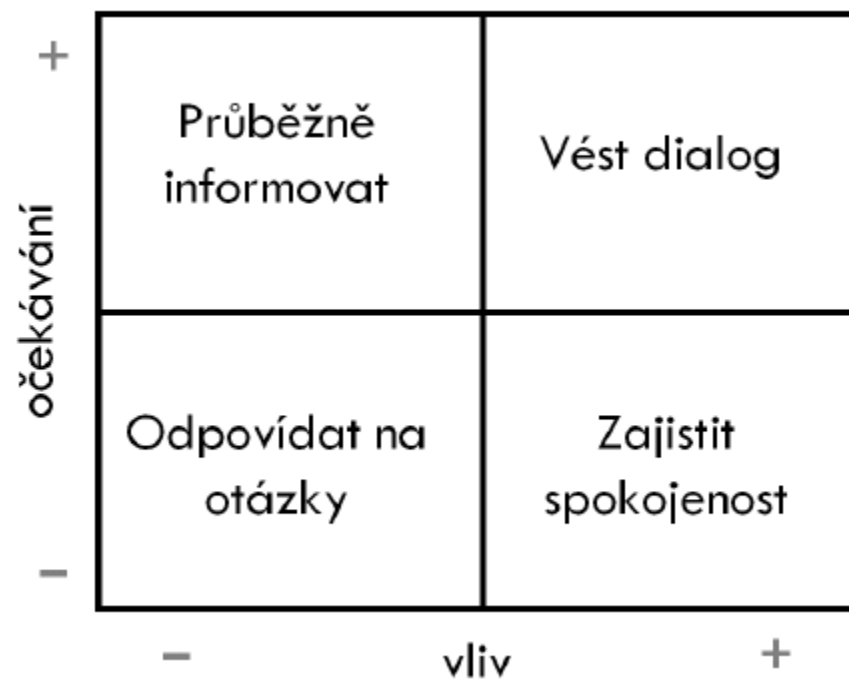 +
Průběžně
informovat
Vést dialog
očekávání
Odpovídat na
otázky
Zajistit
spokojenost
–
–
vliv
+